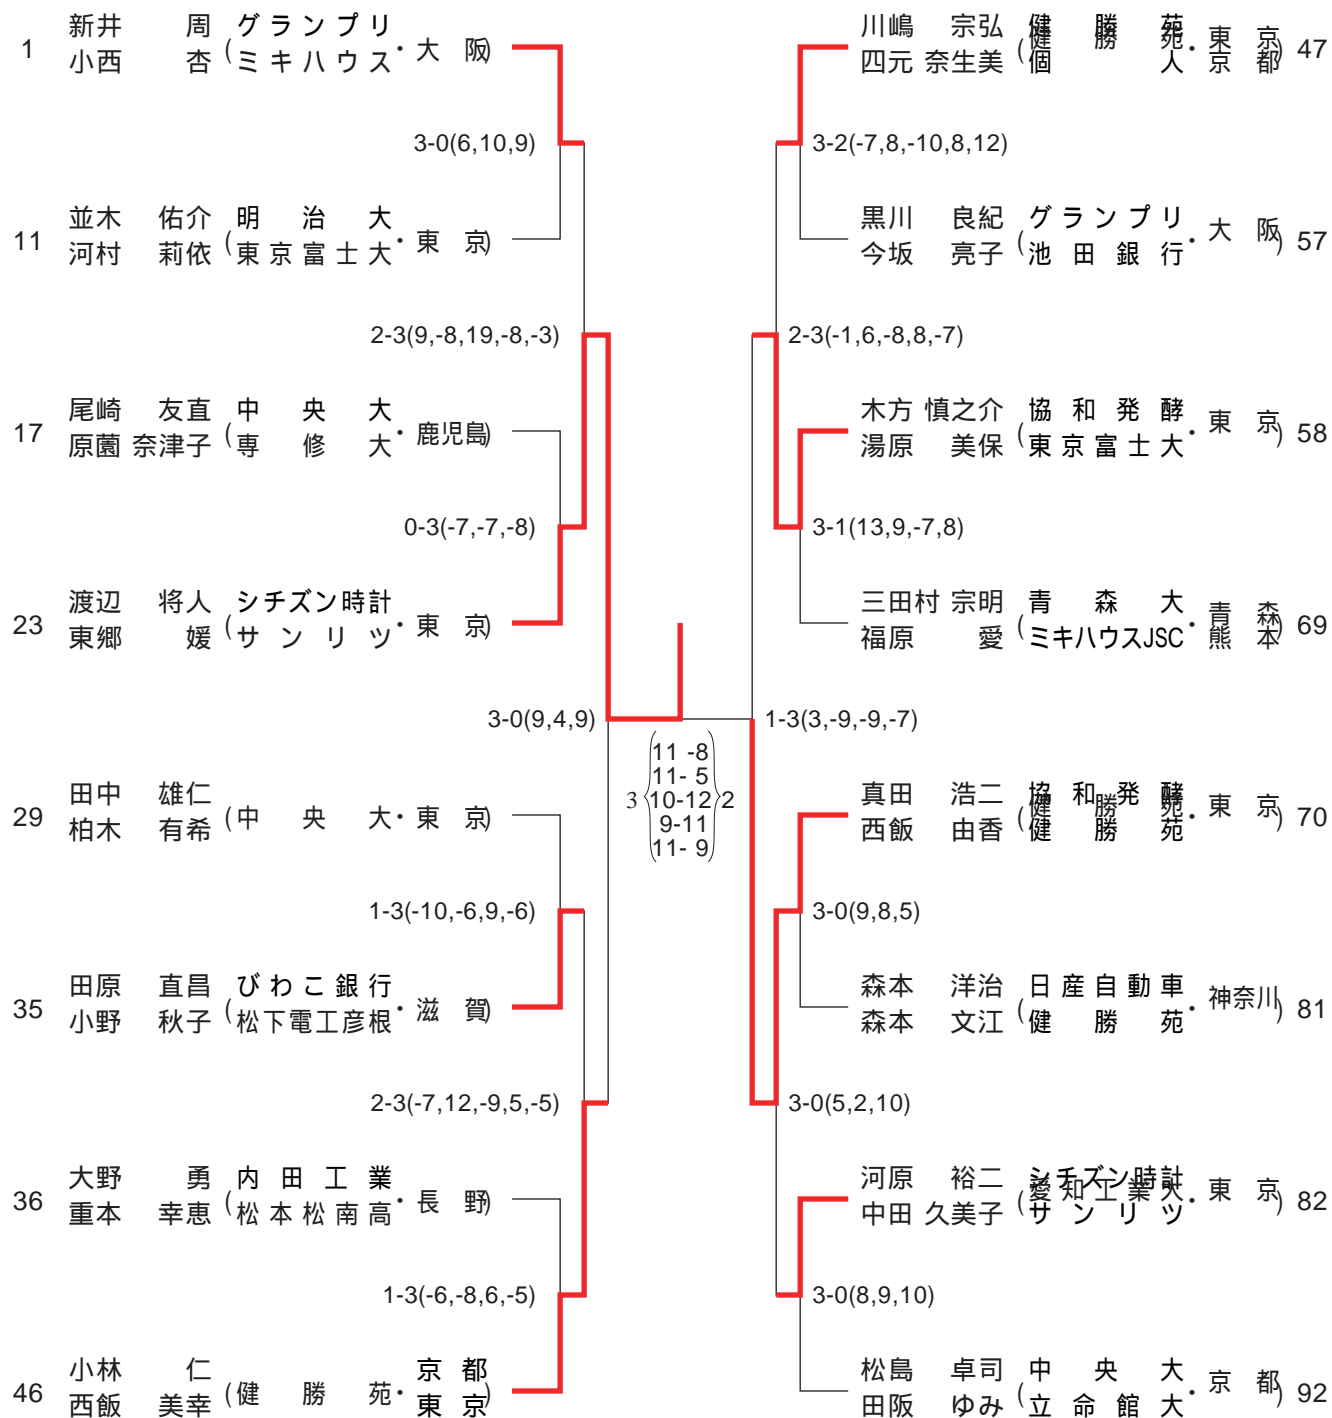 1 新井 周 小西 杏 (グランプリ ミキハウス・大阪)
3-0(6,10,9)
11 並木 佑介 河村 莉依 (明治大 東京富士大・東京)
2-3(9,-8,19,-8,-3)
17 尾崎 友直 原園 奈津子 (中央大 専修大・鹿児島)
0-3(-7,-7,-8)
23 渡辺 将人 東郷 媛 (シチズン時計 サンリツ・東京)
3-0(9,4,9)
29 田中 雄仁 柏木 有希 (中央大・東京)
1-3(-10,-6,9,-6)
35 田原 直昌 小野 秋子 (びわこ銀行 松下電工彦根・滋賀)
2-3(-7,12,-9,5,-5)
36 大野 勇 重本 幸恵 (内田工業 松本松南高・長野)
1-3(-6,-8,6,-5)
46 小林 仁 西飯 美幸 (健勝苑・京都 東京)
11 -8
11- 5
3 10-12 2
9-11
11- 9
川嶋 宗弘 四元 奈生美 (健勝苑 個人・東京 京都) 47
3-2(-7,8,-10,8,12)
黒川 良紀 今坂 亮子 (グランプリ 池田銀行・大阪) 57
2-3(-1,6,-8,8,-7)
木方 慎之介 湯原 美保 (協和発酵 東京富士大・東京) 58
3-1(13,9,-7,8)
三田村 宗明 福原 愛 (青森大 ミキハウスJSC・青森 熊本) 69
1-3(3,-9,-9,-7)
真田 浩二 西飯 由香 (協和発酵 健勝苑・東京) 70
3-0(9,8,5)
森本 洋治 森本 文江 (日産自動車 健勝苑・神奈川) 81
3-0(5,2,10)
河原 裕二 中田 久美子 (シチズン時計 サンリツ・東京) 82
3-0(8,9,10)
松島 卓司 田阪 ゆみ (中央大 立命館大・京都) 92